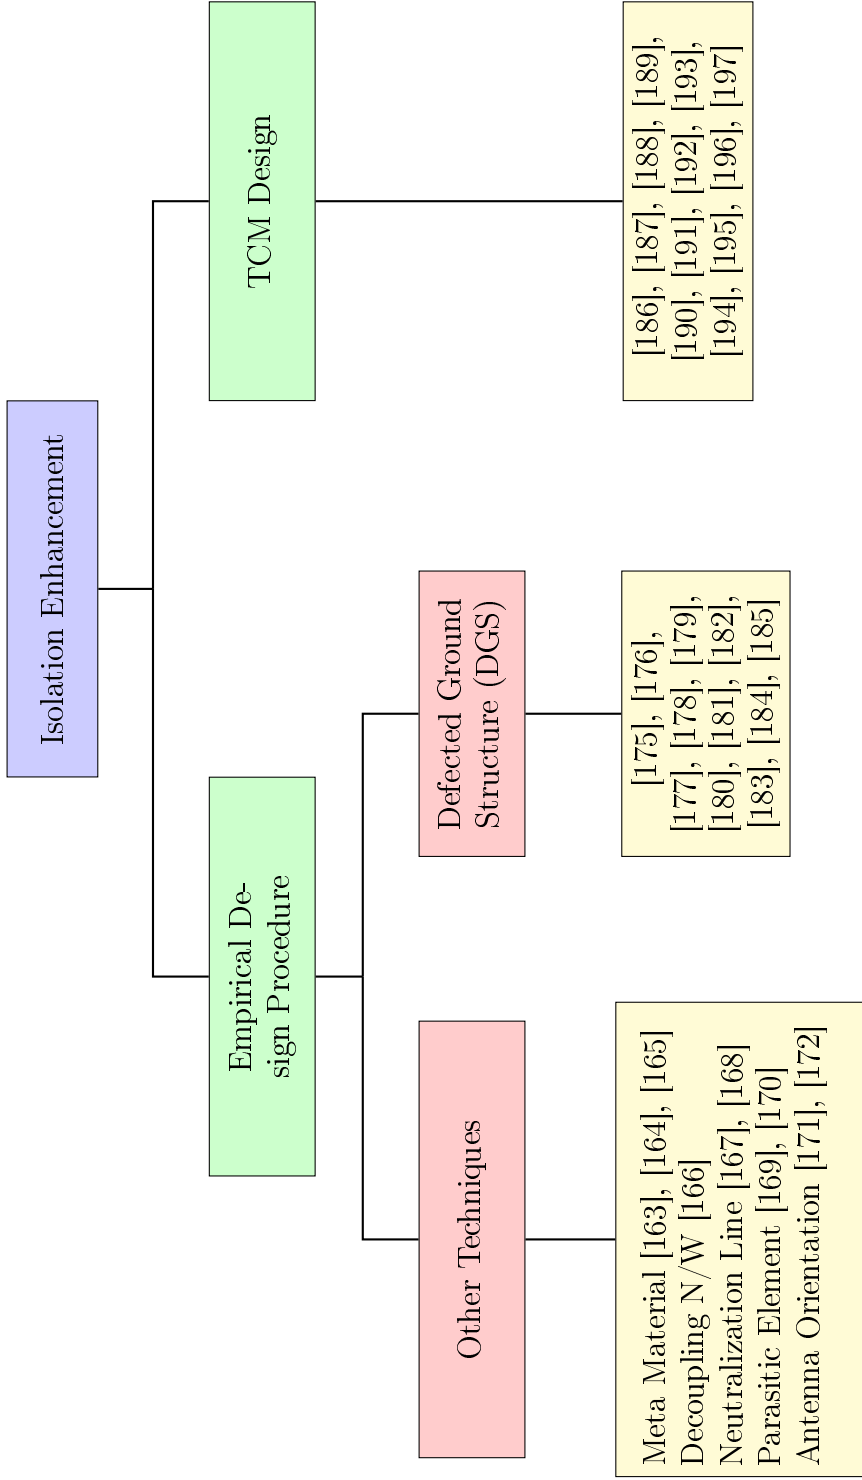 Isolation Enhancement
Empirical De-
sign Procedure
TCM Design
Other Techniques
Defected Ground
Structure (DGS)
Meta Material [163], [164], [165]
Decoupling N/W [166]
Neutralization Line [167], [168]
Parasitic Element [169], [170]
Antenna Orientation [171], [172]
[175], [176],
[177], [178], [179],
[180], [181], [182],
[183], [184], [185]
[186], [187], [188], [189],
[190], [191], [192], [193],
[194], [195], [196], [197]